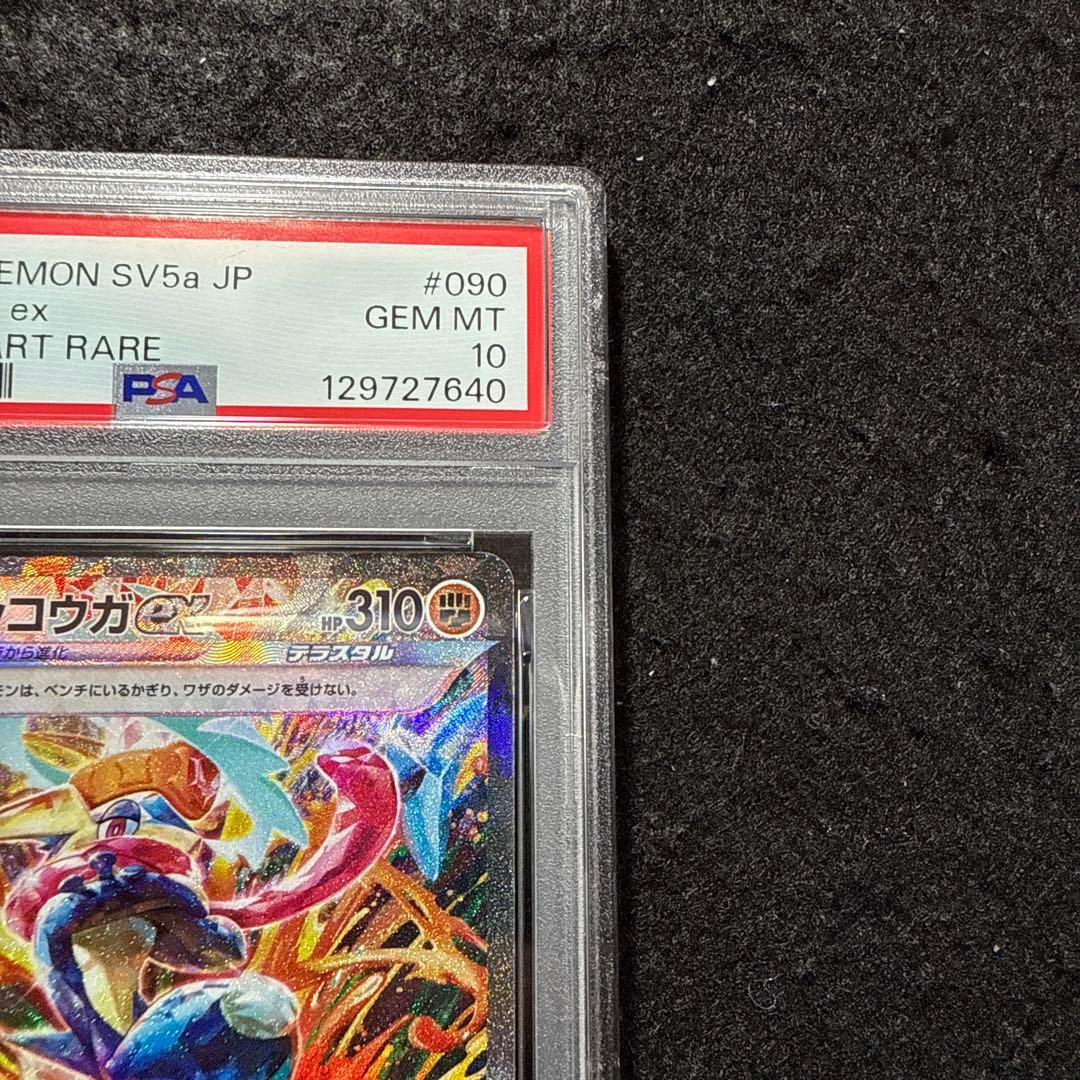 EMON SV5a JP
#090
ex
GEM MT
ART RARE
10
PSA
129727640
コウガex
HP310
から進化
テラスタル
モンは、ベンチにいるかぎり、ワザのダメージを受けない。